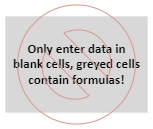 Only enter data in
blank cells, greyed cells
contain formulas!